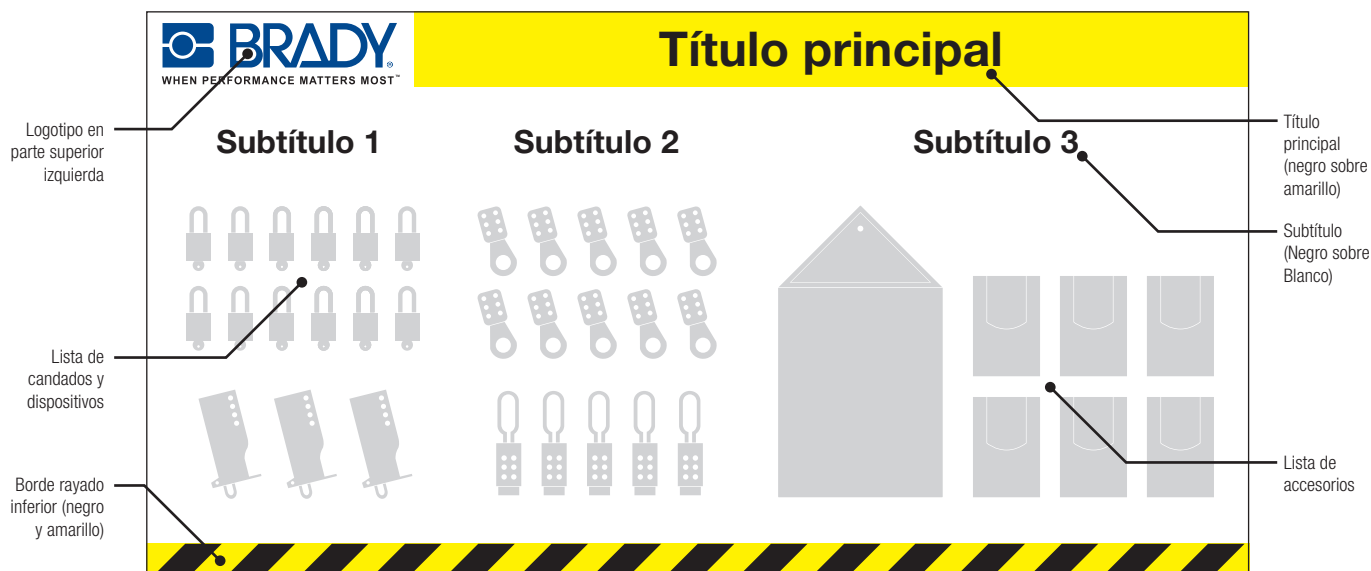 BRADY®
WHEN PERFORMANCE MATTERS MOST™
Título principal
Subtítulo 1
Subtítulo 2
Subtítulo 3
Logotipo en
parte superior
izquierda
Lista de
candados y
dispositivos
Borde rayado
inferior (negro
y amarillo)
Título
principal
(negro sobre
amarillo)
Subtítulo
(Negro sobre
Blanco)
Lista de
accesorios